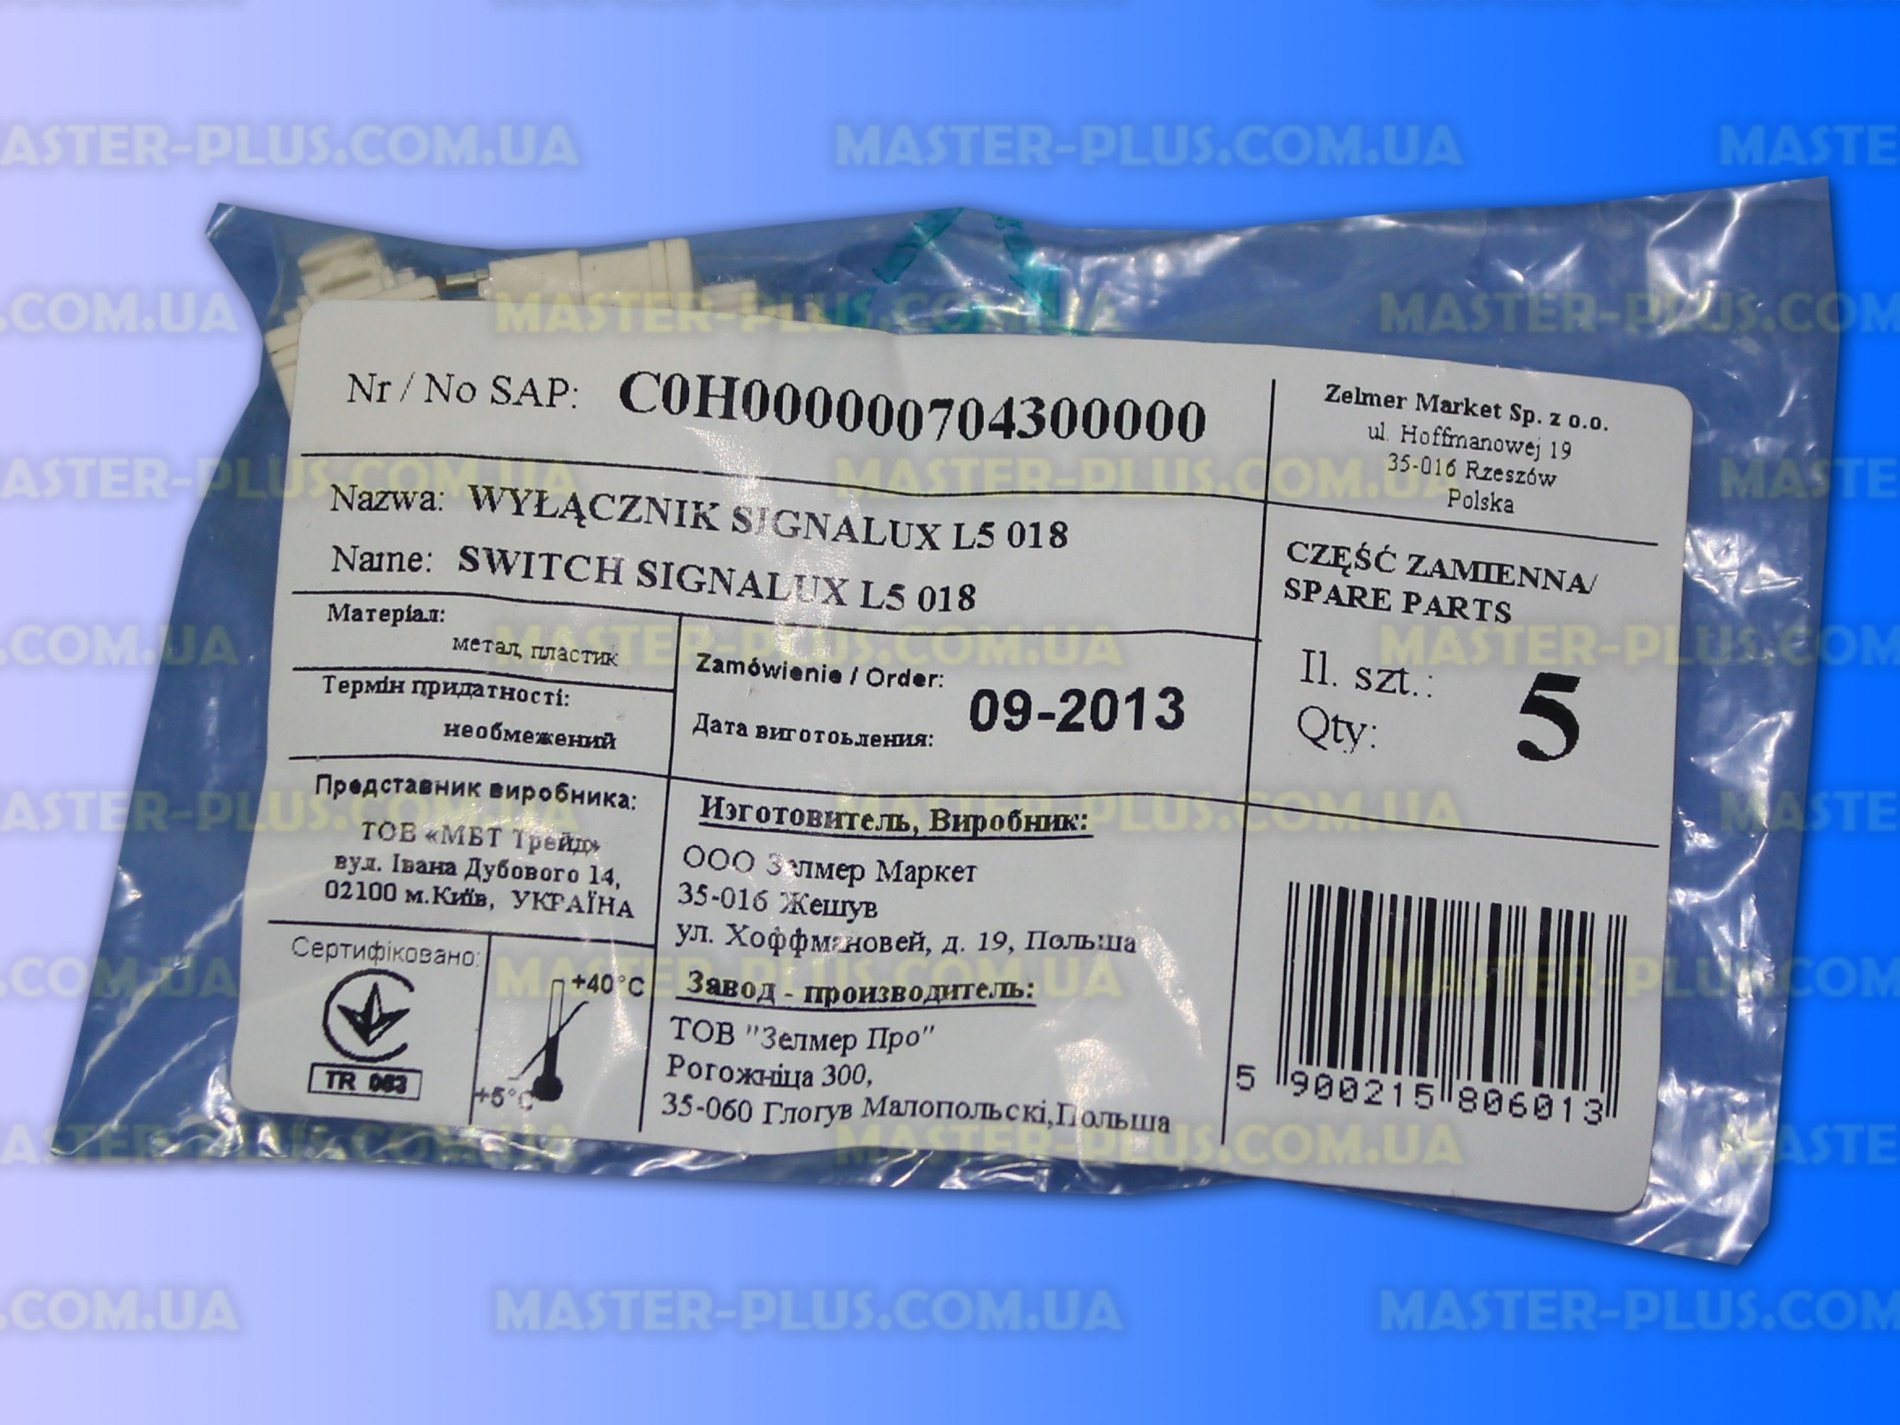 Nr / No SAP: C0H000000704300000
Zelmer Market Sp. z o.o.
ul. Hoffmanowej 19
35-016 Rzeszów
Polska
Nazwa: WYŁĄCZNIK SIGNALUX L5 018
Name: SWITCH SIGNALUX L5 018
CZĘŚĆ ZAMIENNA/
SPARE PARTS
Il. szt.:
Qty:
5
Матеріал:
метал, пластик
Термін придатності:
необмежений
Zamówienie / Order:
09-2013
Дата виготовления:
Представник виробника:
ТОВ «МБТ Трейд»
вул. Івана Дубового 14,
02100 м.Київ, УКРАЇНА
Изготовитель, Виробник:
ООО Зелмер Маркет
35-016 Жешув
ул. Хоффмановей, д. 19, Польша
Завод - производитель:
ТОВ "Зелмер Про"
Рогожніца 300,
35-060 Глогув Малопольскі,Польша
Сертифіковано:
TR 083
+40°C
+5°C
5 900215 806013
MASTER-PLUS.COM.UA